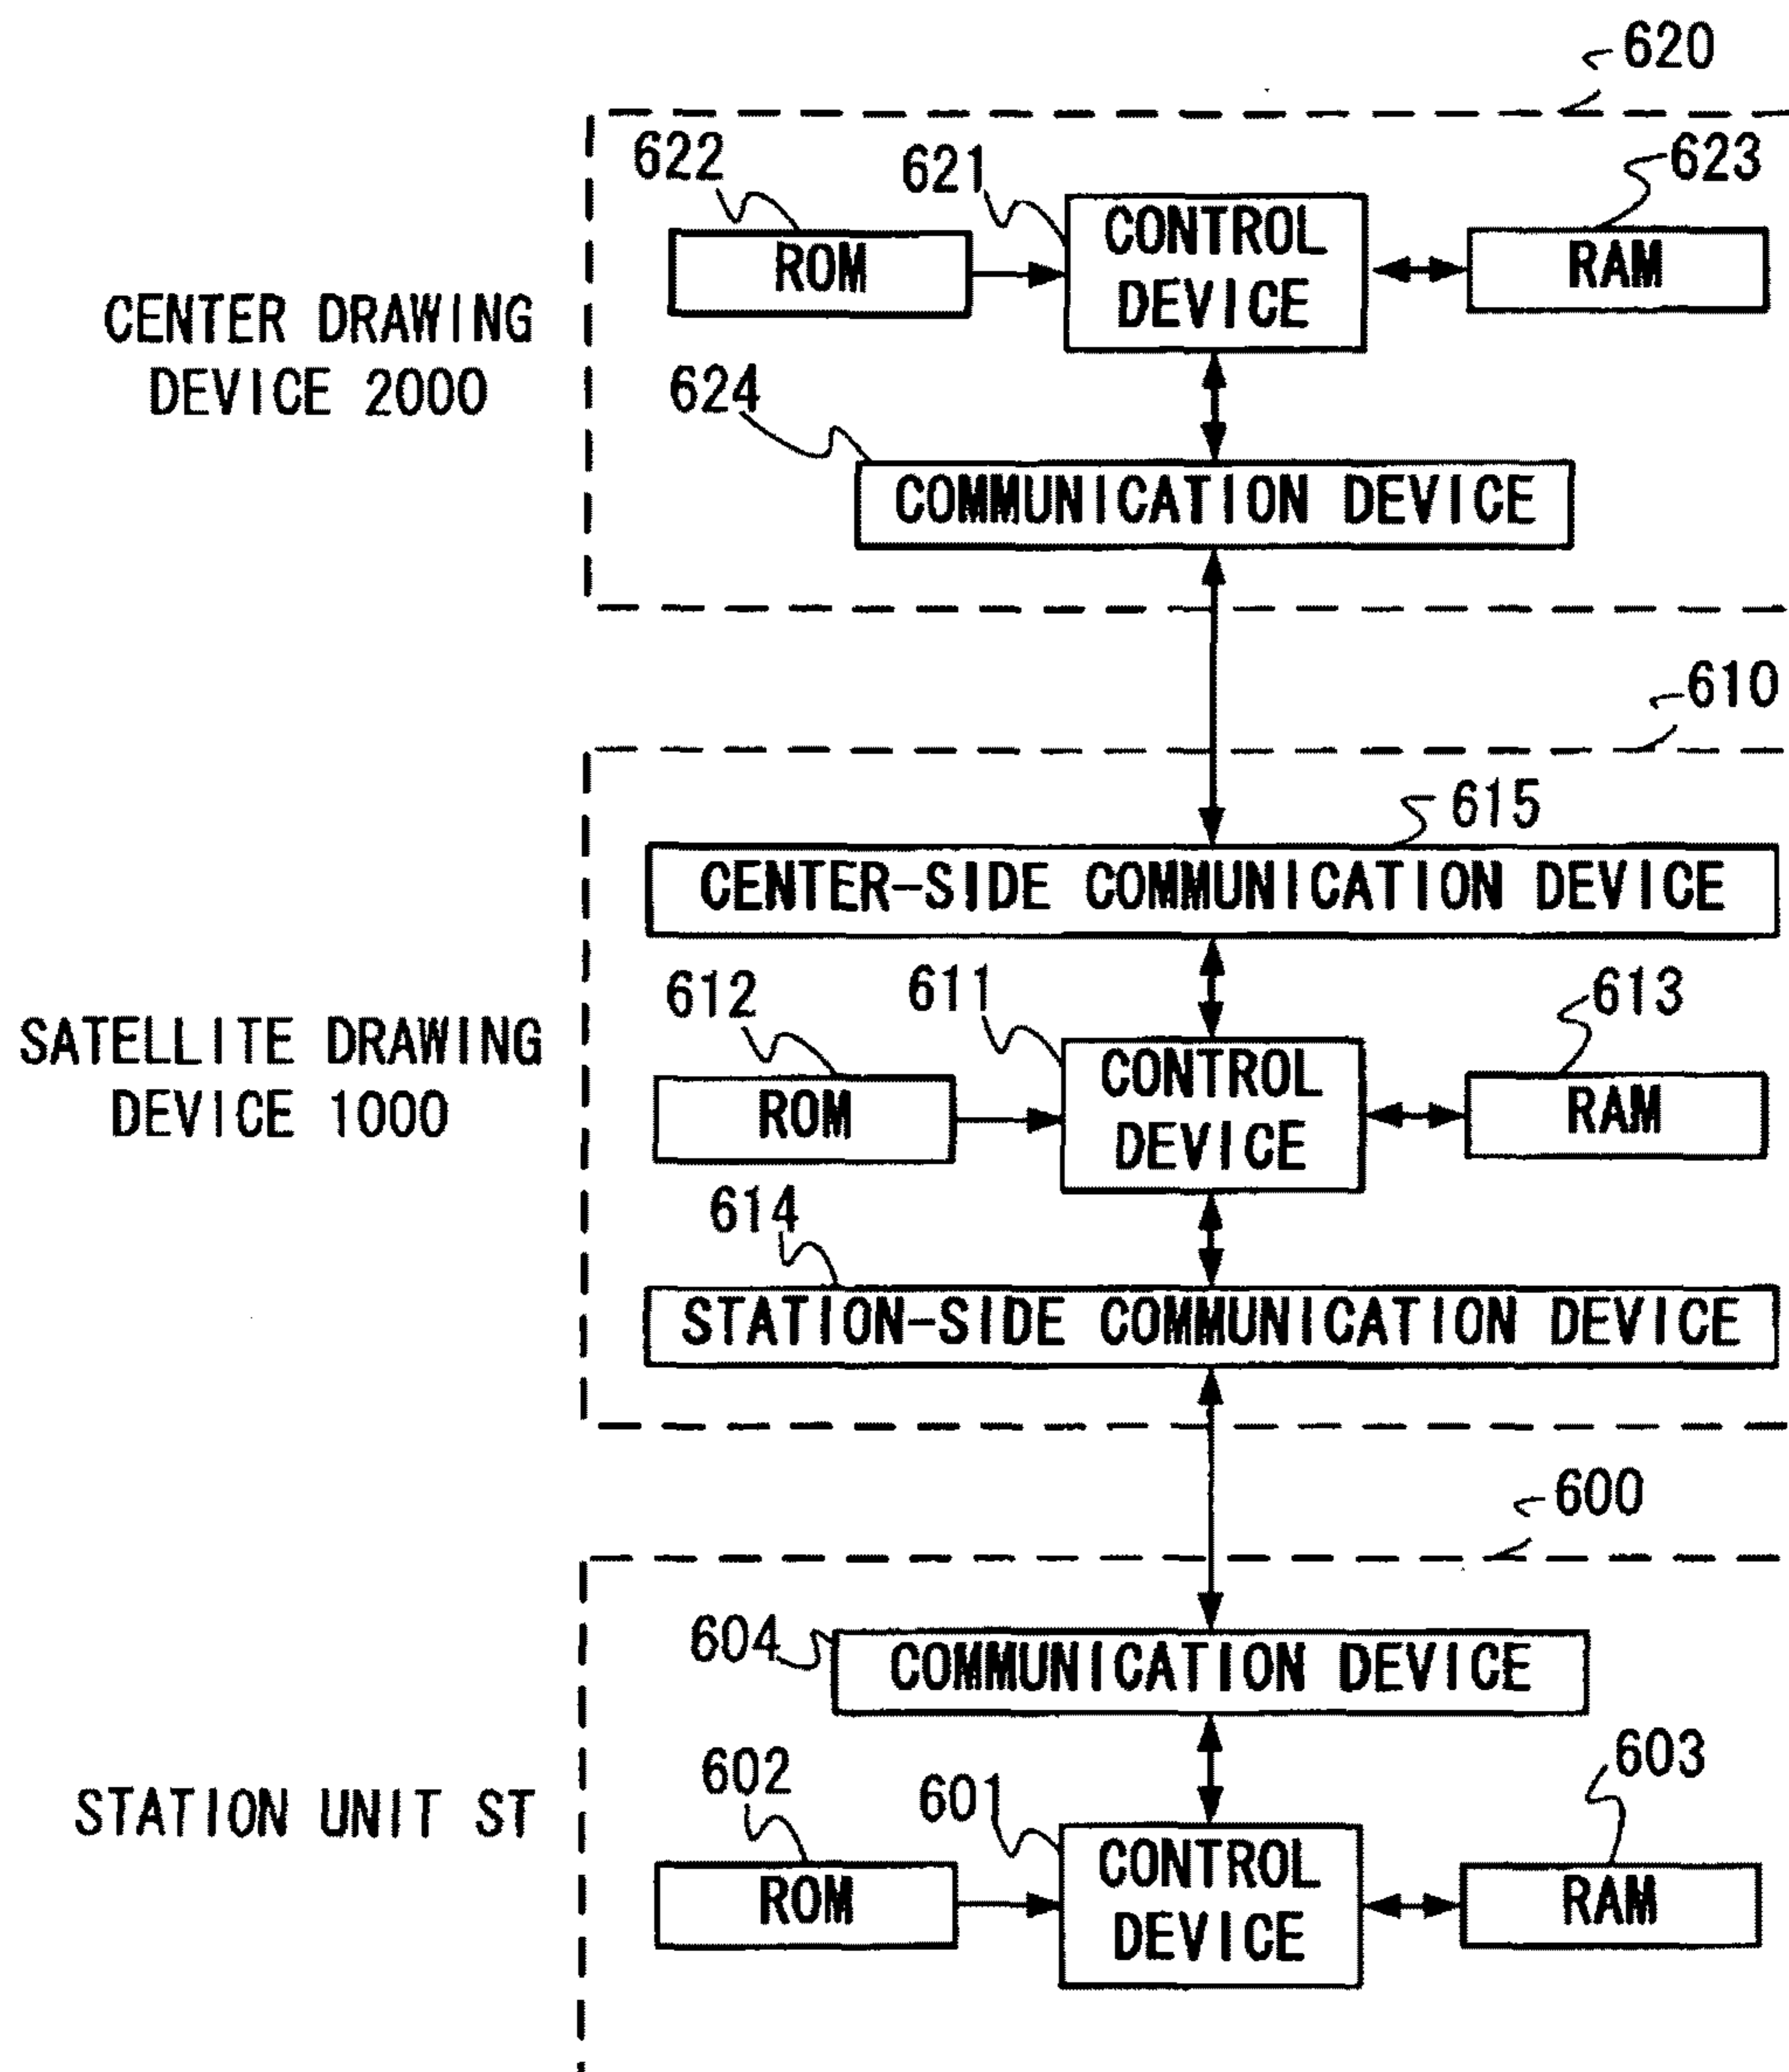 620
622
621
623
CONTROL
DEVICE
ROM
RAM
CENTER DRAWING
DEVICE 2000
624
COMMUNICATION DEVICE
610
615
CENTER-SIDE COMMUNICATION DEVICE
612
611
613
SATELLITE DRAWING
DEVICE 1000
CONTROL
DEVICE
ROM
RAM
614
STATION-SIDE COMMUNICATION DEVICE
600
604
COMMUNICATION DEVICE
602
601
603
STATION UNIT ST
CONTROL
DEVICE
ROM
RAM